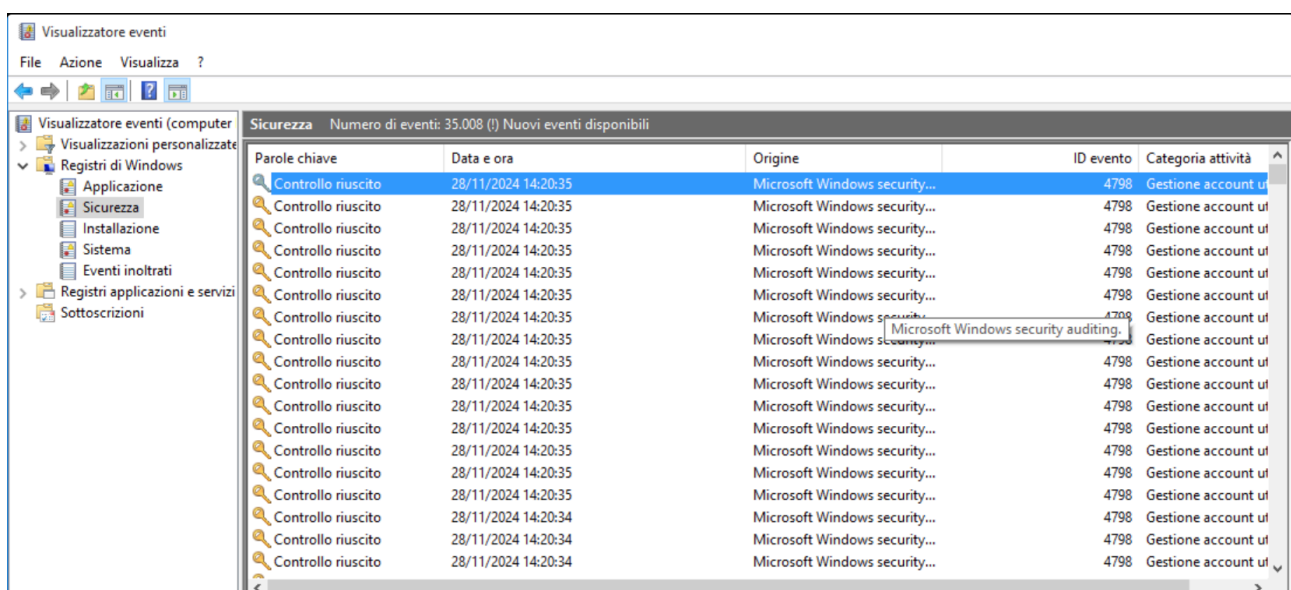 Visualizzatore eventi
File Azione Visualizza ?
Visualizzatore eventi (computer
Visualizzazioni personalizzate
Registri di Windows
Applicazione
Sicurezza
Installazione
Sistema
Eventi inoltrati
Registri applicazioni e servizi
Sottoscrizioni
Sicurezza Numero di eventi: 35.008 (!) Nuovi eventi disponibili
Parole chiave Data e ora Origine ID evento Categoria attività
Controllo riuscito 28/11/2024 14:20:35 Microsoft Windows security... 4798 Gestione account ut
Controllo riuscito 28/11/2024 14:20:35 Microsoft Windows security... 4798 Gestione account ut
Controllo riuscito 28/11/2024 14:20:35 Microsoft Windows security... 4798 Gestione account ut
Controllo riuscito 28/11/2024 14:20:35 Microsoft Windows security... 4798 Gestione account ut
Controllo riuscito 28/11/2024 14:20:35 Microsoft Windows security... 4798 Gestione account ut
Controllo riuscito 28/11/2024 14:20:35 Microsoft Windows security... 4798 Gestione account ut
Controllo riuscito 28/11/2024 14:20:35 Microsoft Windows Gestione account ut
Microsoft Windows security auditing.
Controllo riuscito 28/11/2024 14:20:35 Microsoft Windows Gestione account ut
Controllo riuscito 28/11/2024 14:20:35 Microsoft Windows security... 4798 Gestione account ut
Controllo riuscito 28/11/2024 14:20:35 Microsoft Windows security... 4798 Gestione account ut
Controllo riuscito 28/11/2024 14:20:35 Microsoft Windows security... 4798 Gestione account ut
Controllo riuscito 28/11/2024 14:20:35 Microsoft Windows security... 4798 Gestione account ut
Controllo riuscito 28/11/2024 14:20:35 Microsoft Windows security... 4798 Gestione account ut
Controllo riuscito 28/11/2024 14:20:35 Microsoft Windows security... 4798 Gestione account ut
Controllo riuscito 28/11/2024 14:20:35 Microsoft Windows security... 4798 Gestione account ut
Controllo riuscito 28/11/2024 14:20:34 Microsoft Windows security... 4798 Gestione account ut
Controllo riuscito 28/11/2024 14:20:34 Microsoft Windows security... 4798 Gestione account ut
Controllo riuscito 28/11/2024 14:20:34 Microsoft Windows security... 4798 Gestione account ut